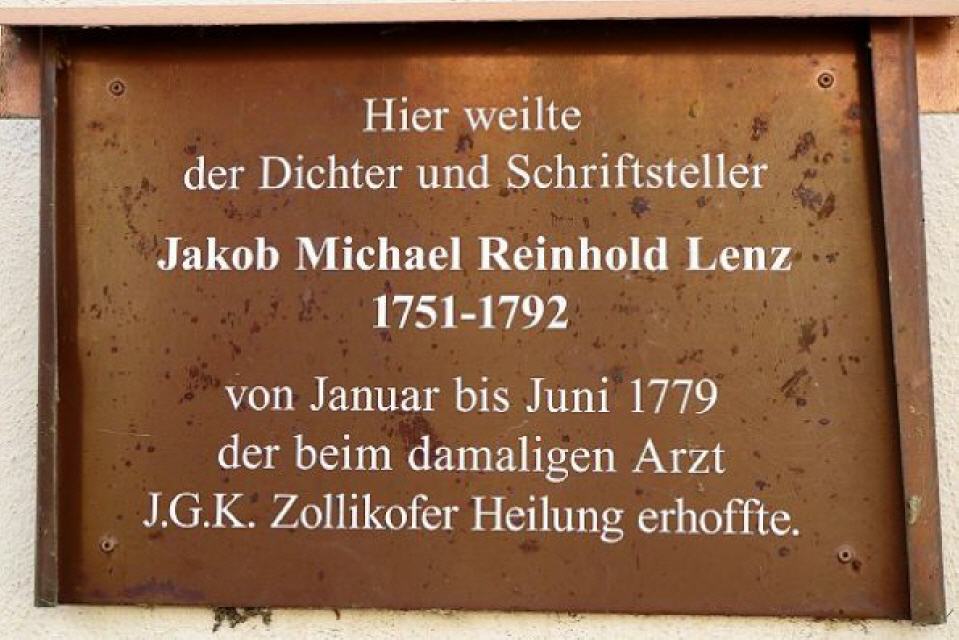 Hier weilte
der Dichter und Schriftsteller
Jakob Michael Reinhold Lenz
1751-1792
von Januar bis Juni 1779
der beim damaligen Arzt
J.G.K. Zollikofer Heilung erhoffte.